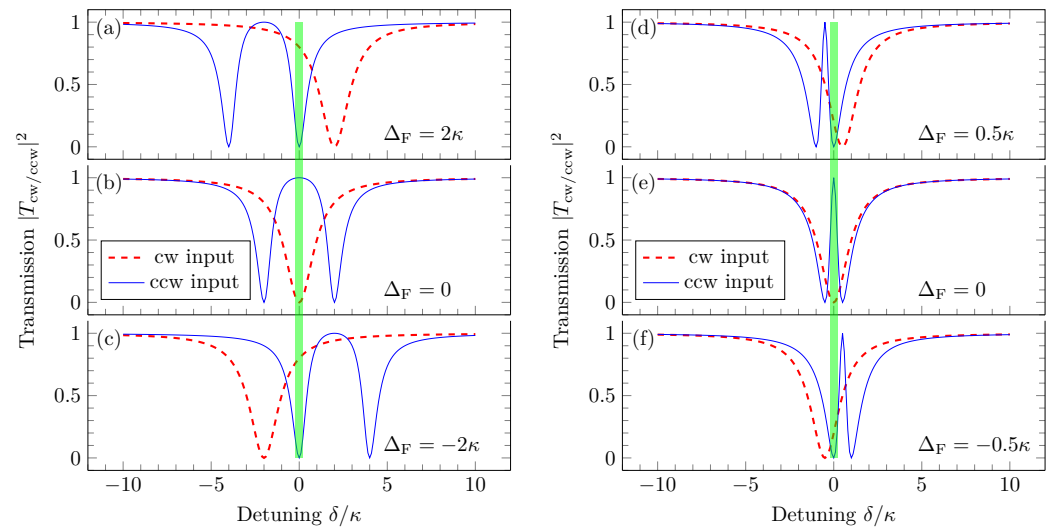 (a)
1
0.5
0
Δ_F = 2κ
(b)
1
0.5
0
cw input
ccw input
Δ_F = 0
(c)
1
0.5
0
Δ_F = −2κ
−10 −5 0 5 10
Detuning δ/κ
Transmission |T_cw/ccw|²
(d)
1
0.5
0
Δ_F = 0.5κ
(e)
1
0.5
0
cw input
ccw input
Δ_F = 0
(f)
1
0.5
0
Δ_F = −0.5κ
−10 −5 0 5 10
Detuning δ/κ
Transmission |T_cw/ccw|²